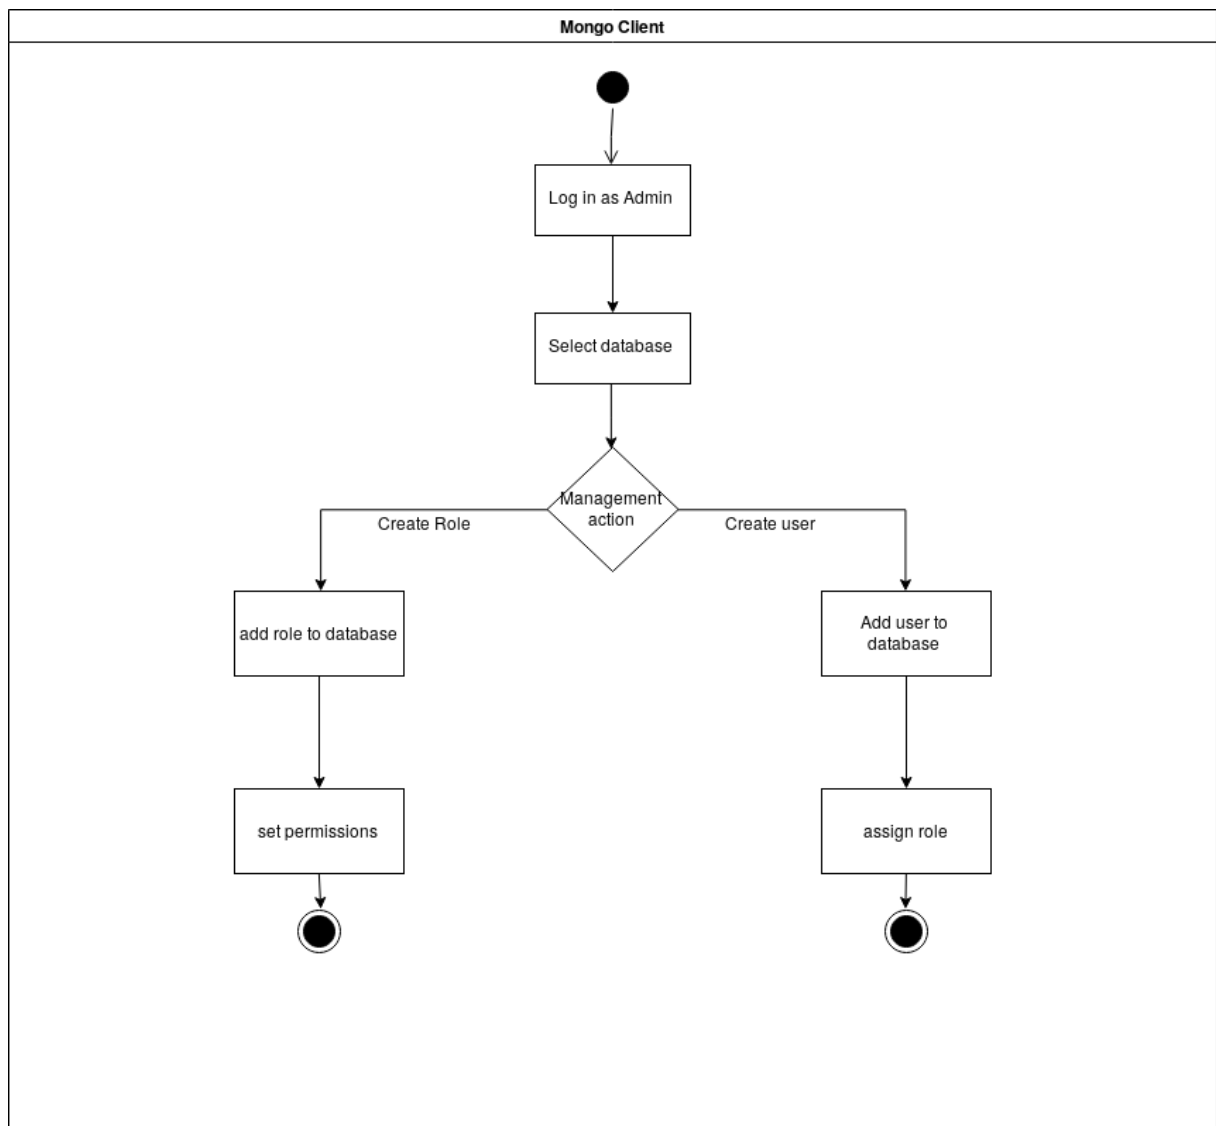 Mongo Client
Log in as Admin
Select database
Management
action
Create Role
Create user
add role to database
Add user to
database
set permissions
assign role